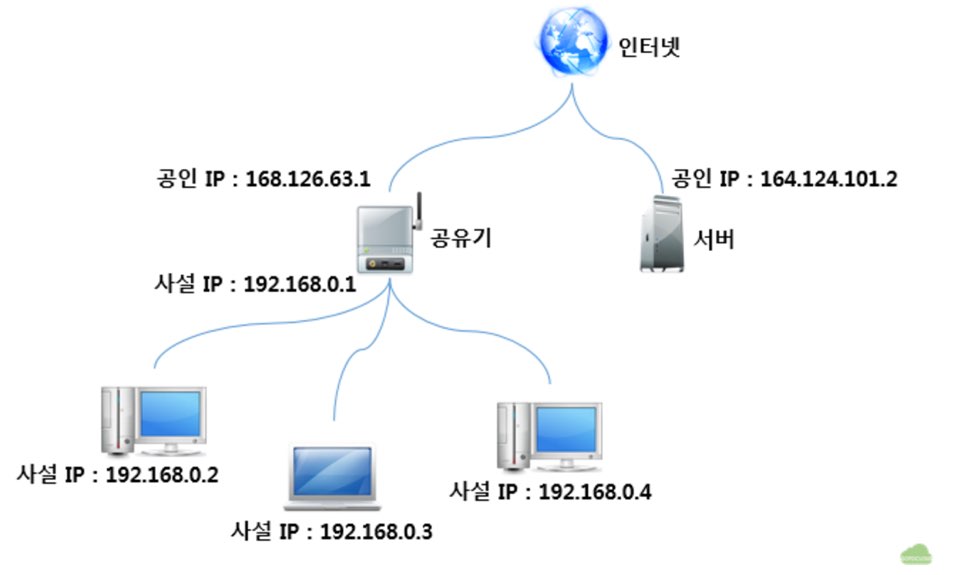 인터넷
공인 IP : 168.126.63.1
공인 IP : 164.124.101.2
공유기
서버
사설 IP : 192.168.0.1
사설 IP : 192.168.0.2
사설 IP : 192.168.0.4
사설 IP : 192.168.0.3